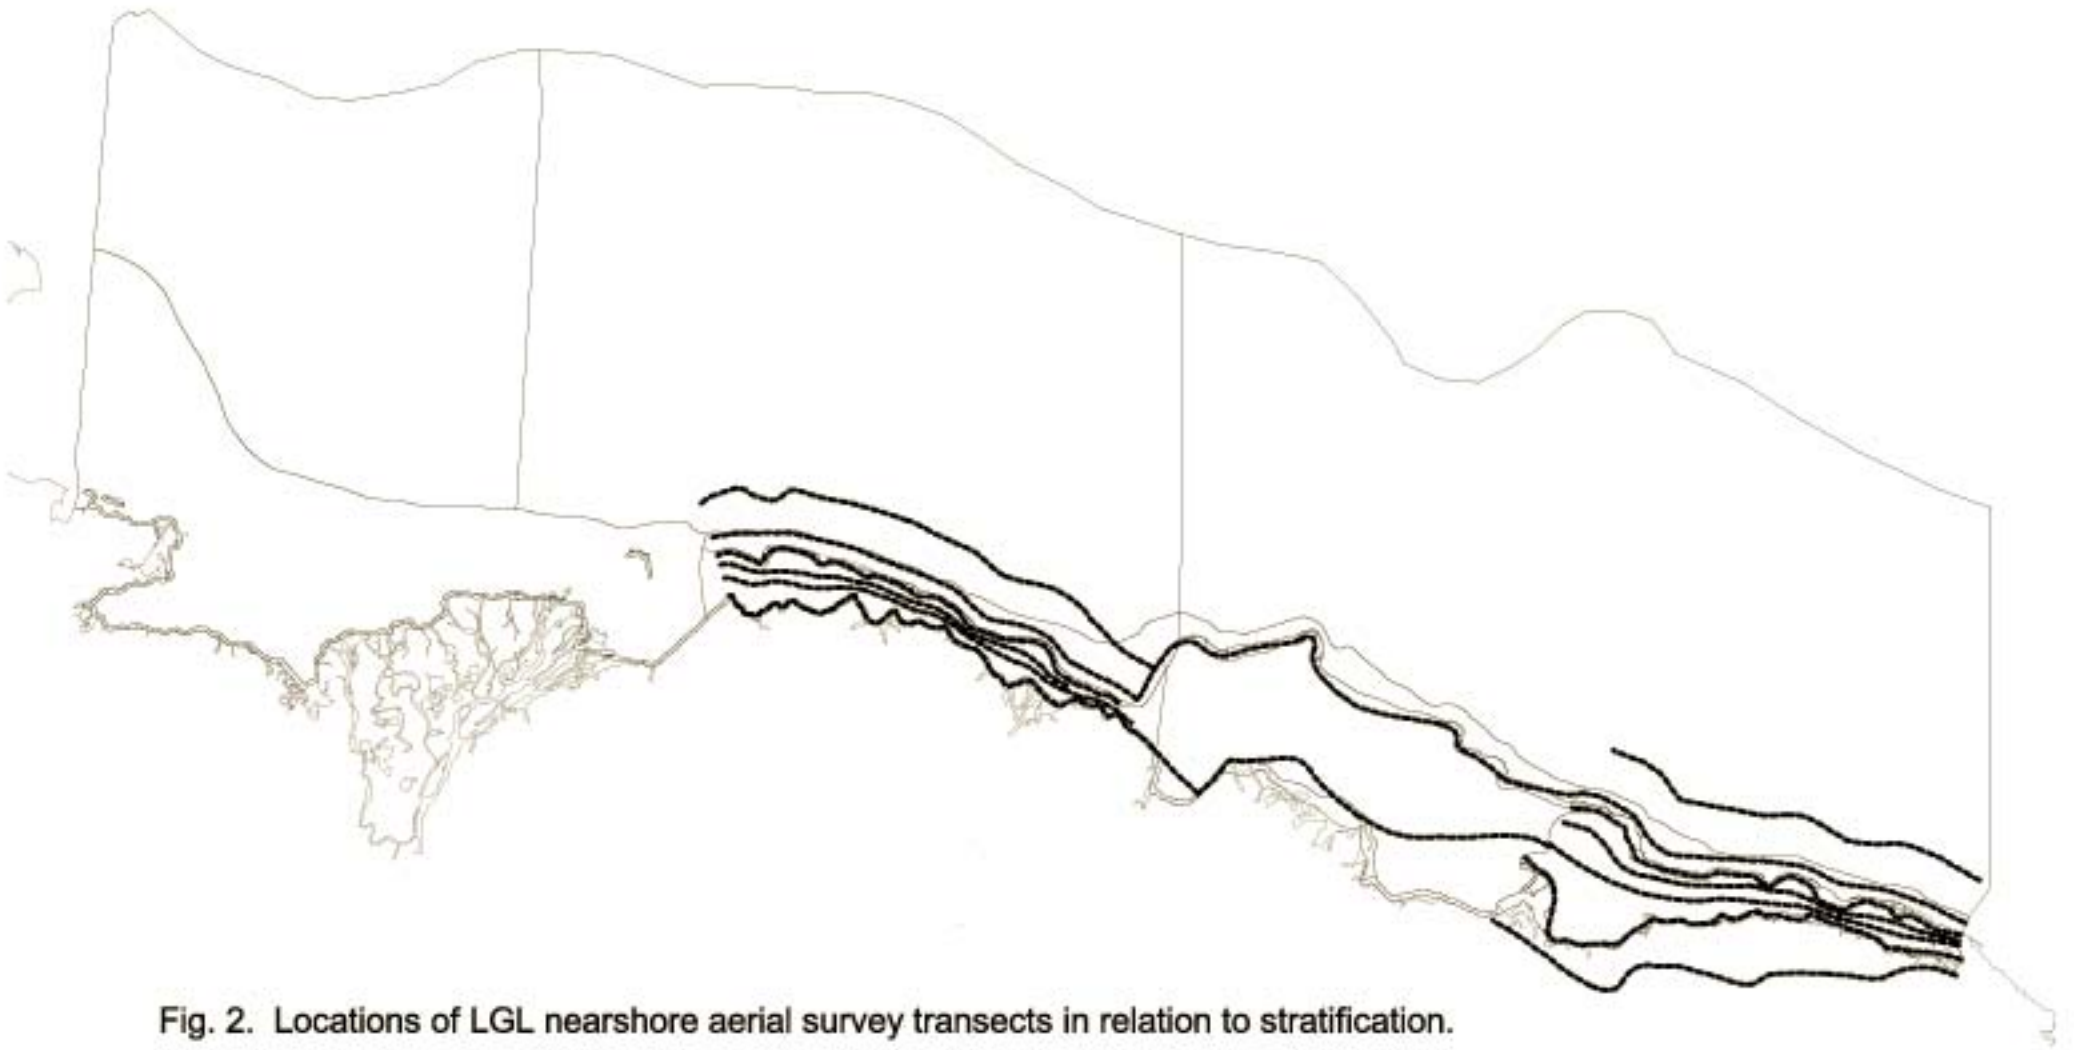 Fig. 2. Locations of LGL nearshore aerial survey transects in relation to stratification.